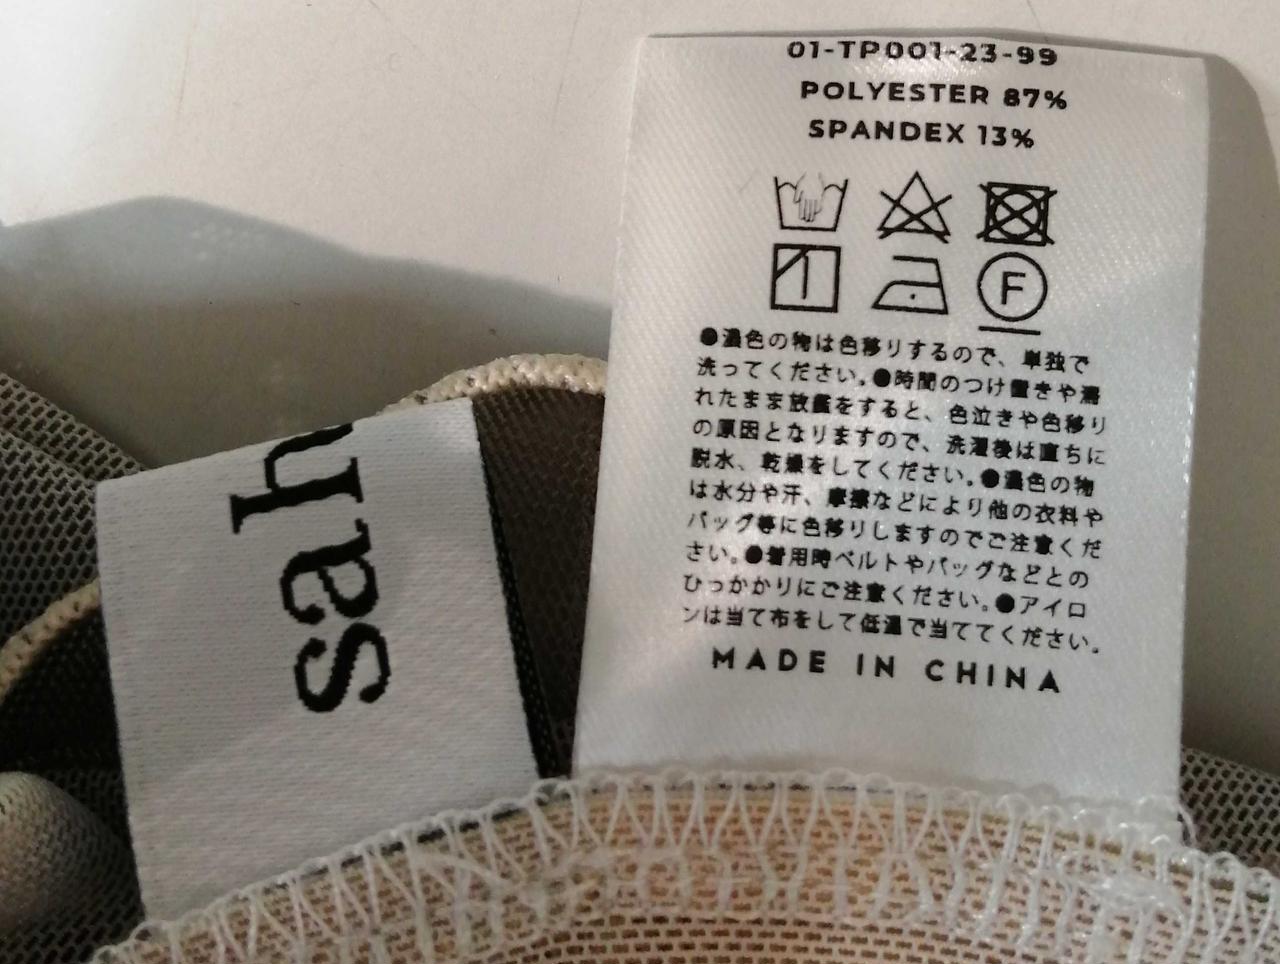 01-TP001-23-99
POLYESTER 87%
SPANDEX 13%
F
●濃色の物は色移りするので、単独で
洗ってください。●時間のつけ置きや濡
れたまま放置をすると、色泣きや色移り
の原因となりますので、洗濯後は直ちに
脱水、乾燥をしてください。●濃色の物
は水分や汗、摩擦などにより他の衣料や
バッグ等に色移りしますのでご注意くだ
さい。●着用時ベルトやバッグなどとの
ひっかかりにご注意ください。●アイロ
ンは当て布をして低温で当ててください。
MADE IN CHINA
sah